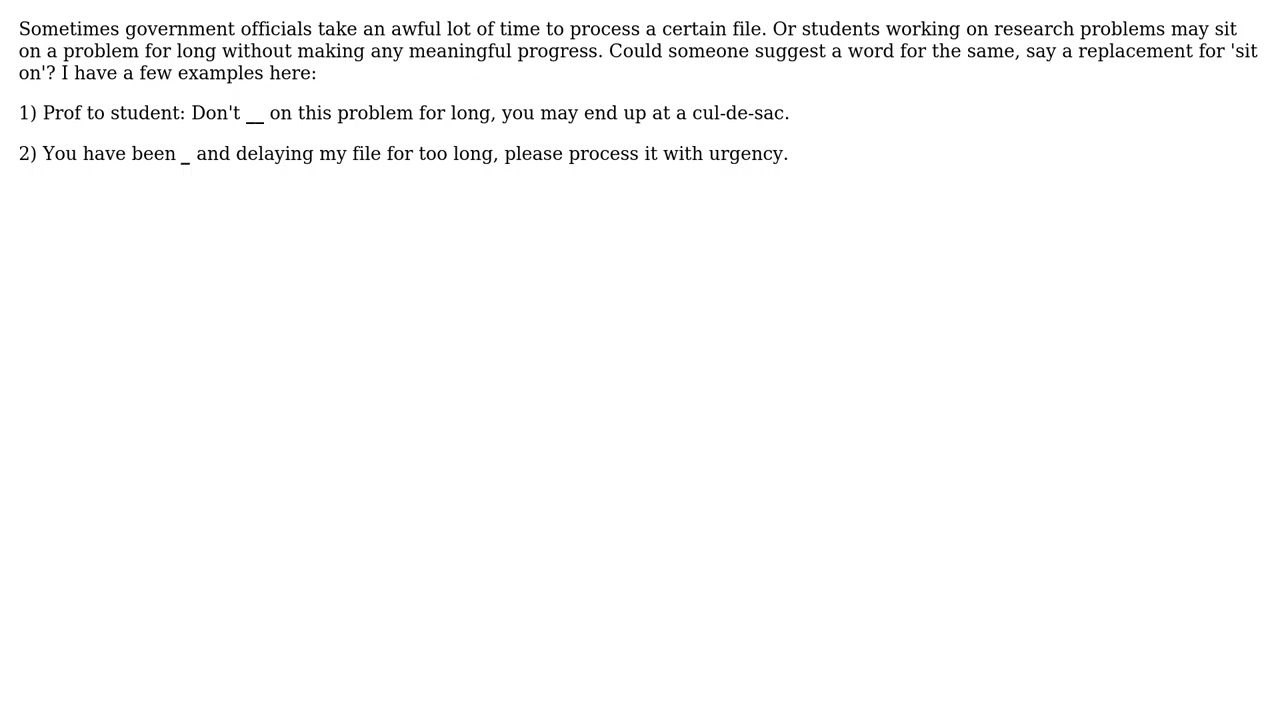 Sometimes government officials take an awful lot of time to process a certain file. Or students working on research problems may sit
on a problem for long without making any meaningful progress. Could someone suggest a word for the same, say a replacement for 'sit
on'? I have a few examples here:
1) Prof to student: Don't __ on this problem for long, you may end up at a cul-de-sac.
2) You have been _ and delaying my file for too long, please process it with urgency.